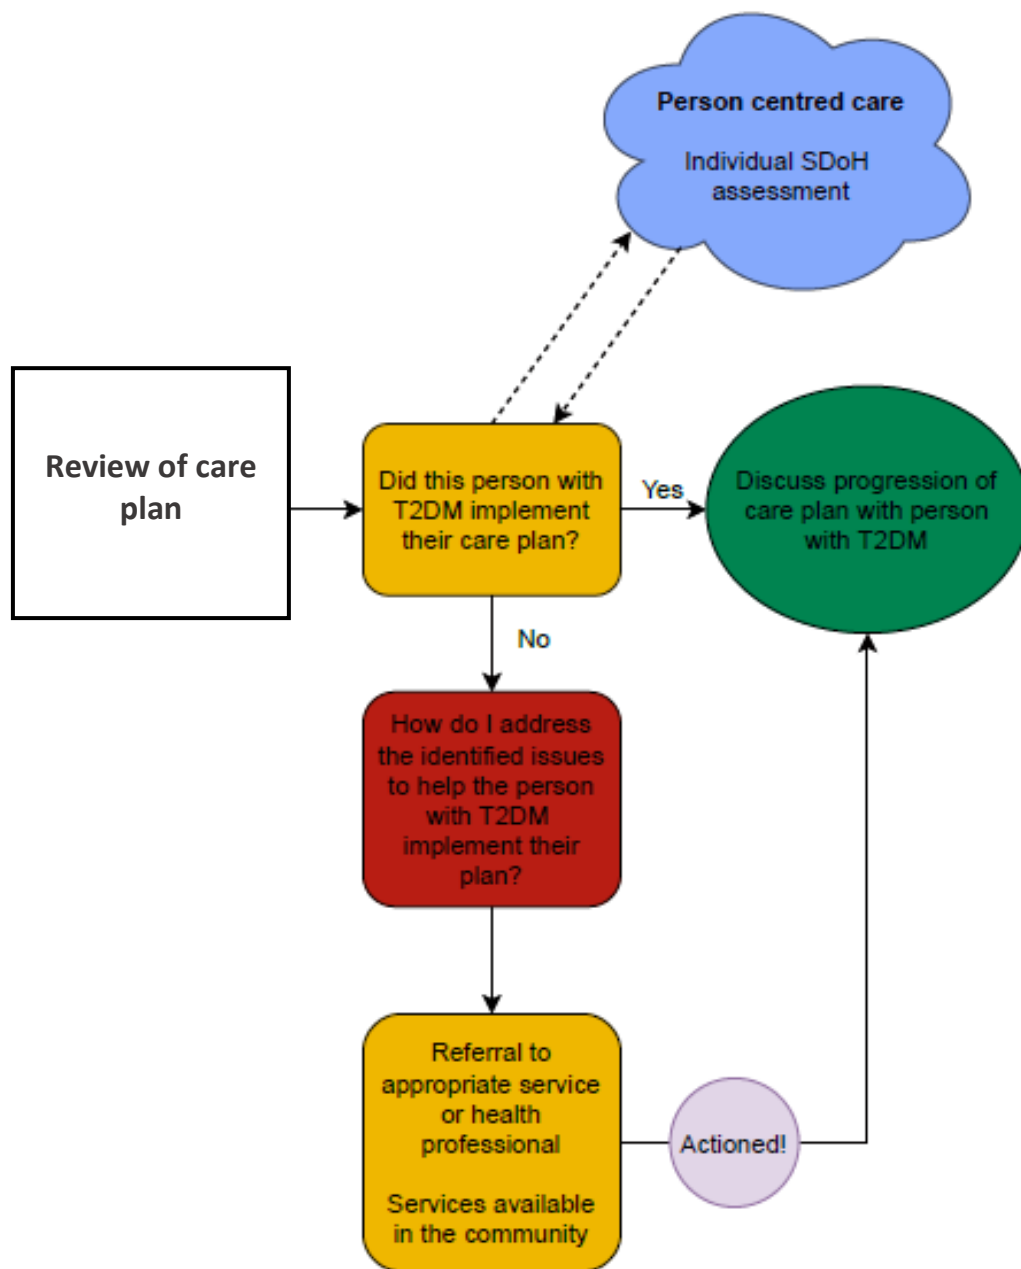 Person centred care
Individual SDoH
assessment
Review of care
plan
Did this person with
T2DM implement
their care plan?
Yes
Discuss progression of
care plan with person
with T2DM
No
How do I address
the identified issues
to help the person
with T2DM
implement their
plan?
Referral to
appropriate service
or health
professional
Services available
in the community
Actioned!